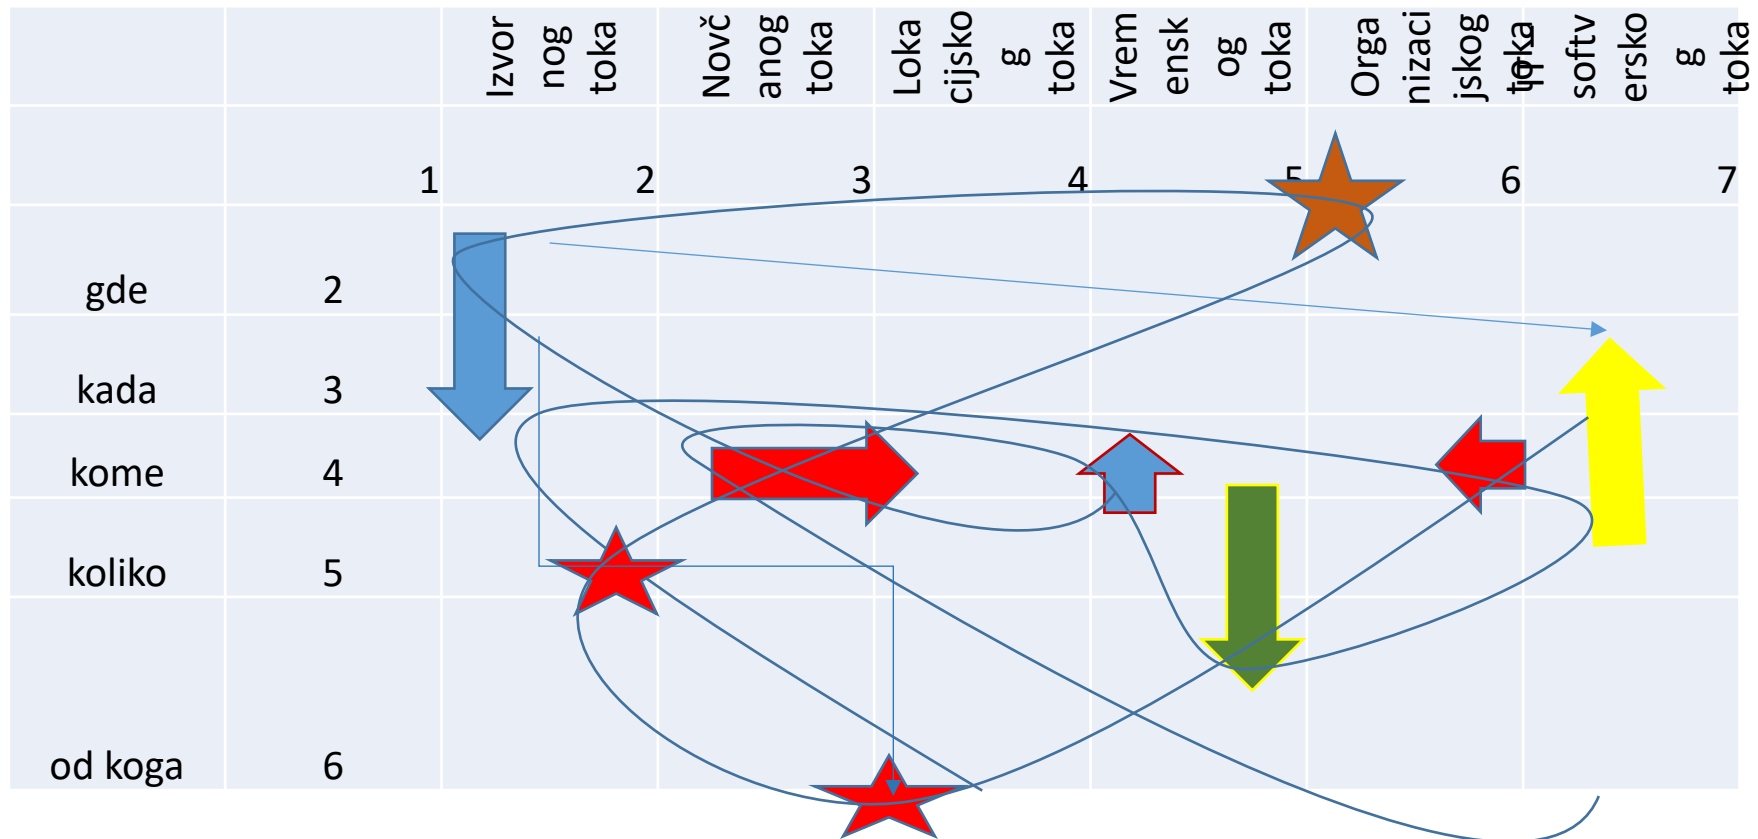 Izvor
nog
toka
Novč
anog
toka
Loka
cijsko
g
toka
Vrem
ensk
og
toka
Orga
nizaci
jskog
toka
softv
ersko
g
toka
1 2 3 4 5 6 7
gde 2
kada 3
kome 4
koliko 5
od koga 6